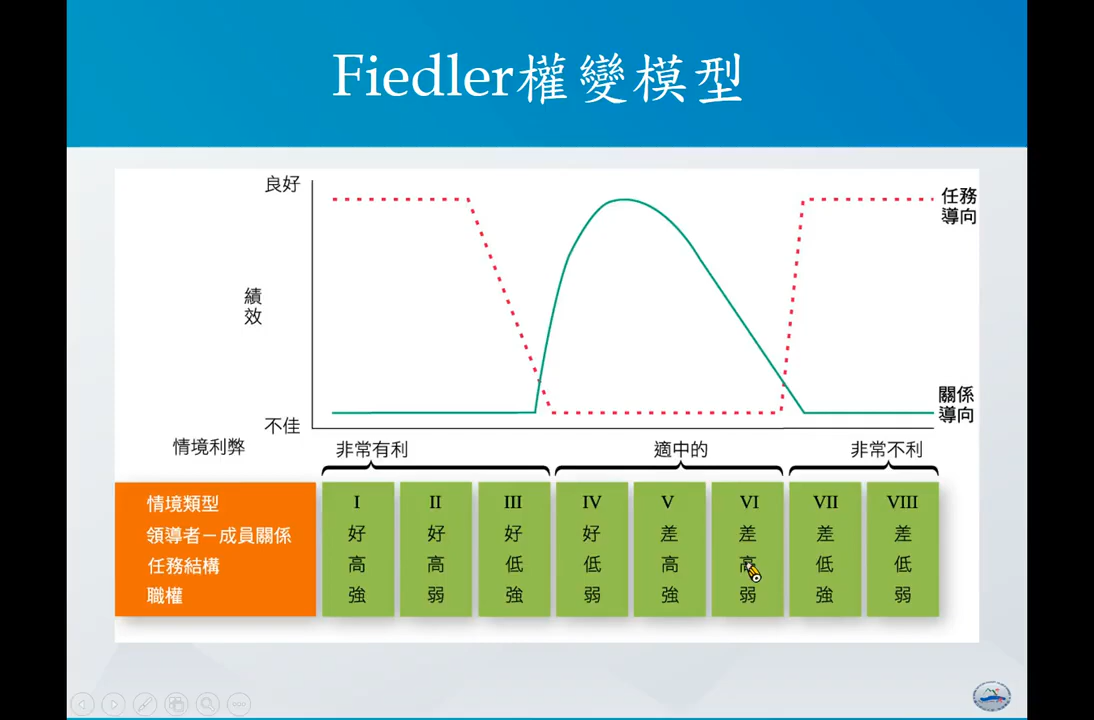 Fiedler權變模型
良好
任務
導向
績
效
關係
導向
不佳
情境利弊 非常有利 適中的 非常不利
情境類型 I II III IV V VI VII VIII
領導者－成員關係 好 好 好 好 差 差 差 差
任務結構 高 高 低 低 高 高 低 低
職權 強 弱 強 弱 強 弱 強 弱